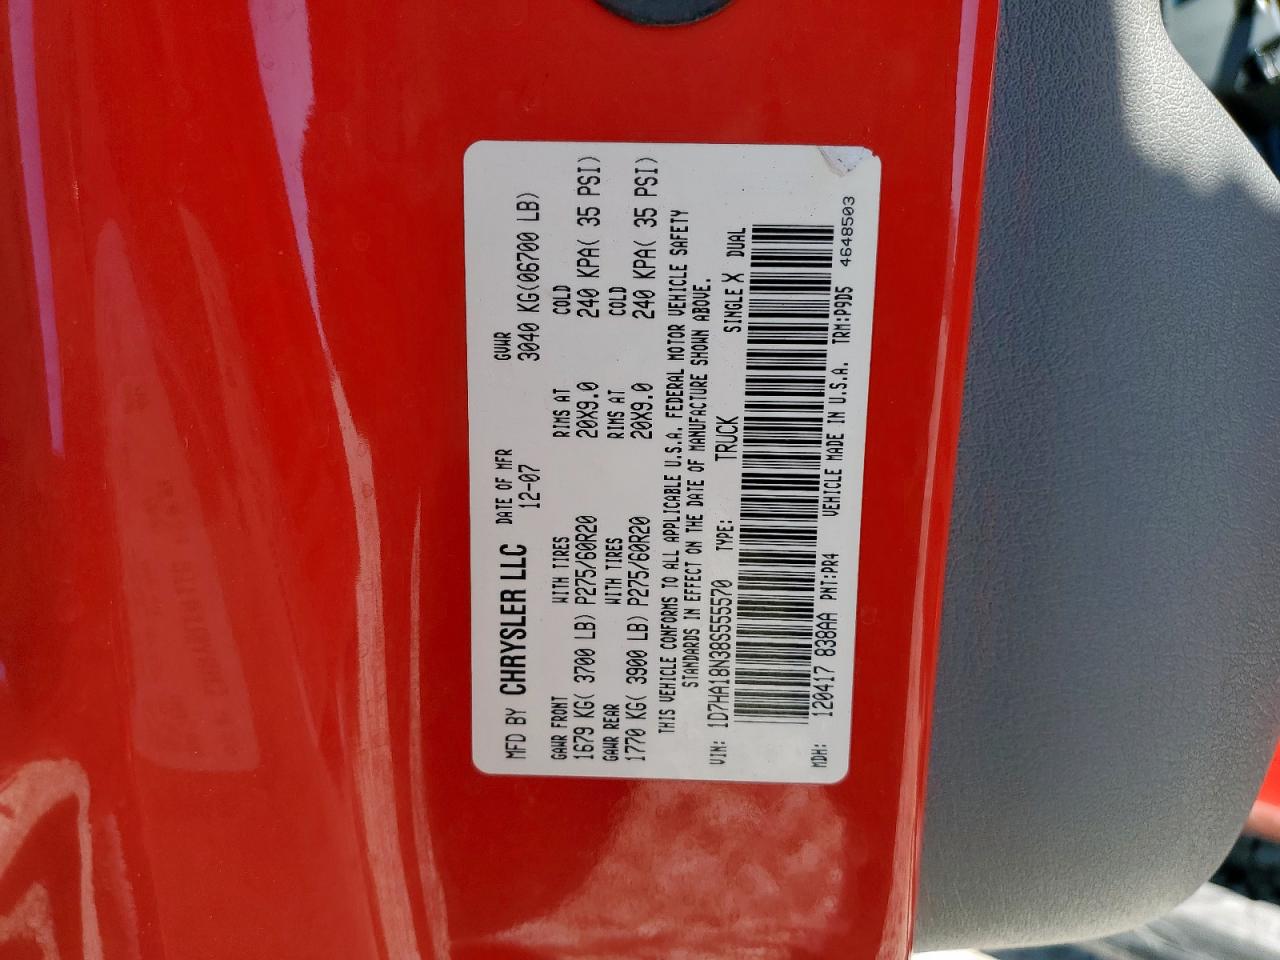 MFD BY CHRYSLER LLC DATE OF MFR 12-07 GVWR 3040 KG(06700 LB)
GAWR FRONT WITH TIRES RIMS AT COLD
1679 KG( 3700 LB) P275/60R20 20X9.0 240 KPA( 35 PSI)
GAWR REAR WITH TIRES RIMS AT COLD
1770 KG( 3900 LB) P275/60R20 20X9.0 240 KPA( 35 PSI)
THIS VEHICLE CONFORMS TO ALL APPLICABLE U.S.A. FEDERAL MOTOR VEHICLE SAFETY
STANDARDS IN EFFECT ON THE DATE OF MANUFACTURE SHOWN ABOVE.
VIN: 1D7HA18N38S555570 TYPE: TRUCK SINGLE X DUAL
MDH: 120417 838AA PNT:PR4 VEHICLE MADE IN U.S.A. TRM:P9D5 4648503